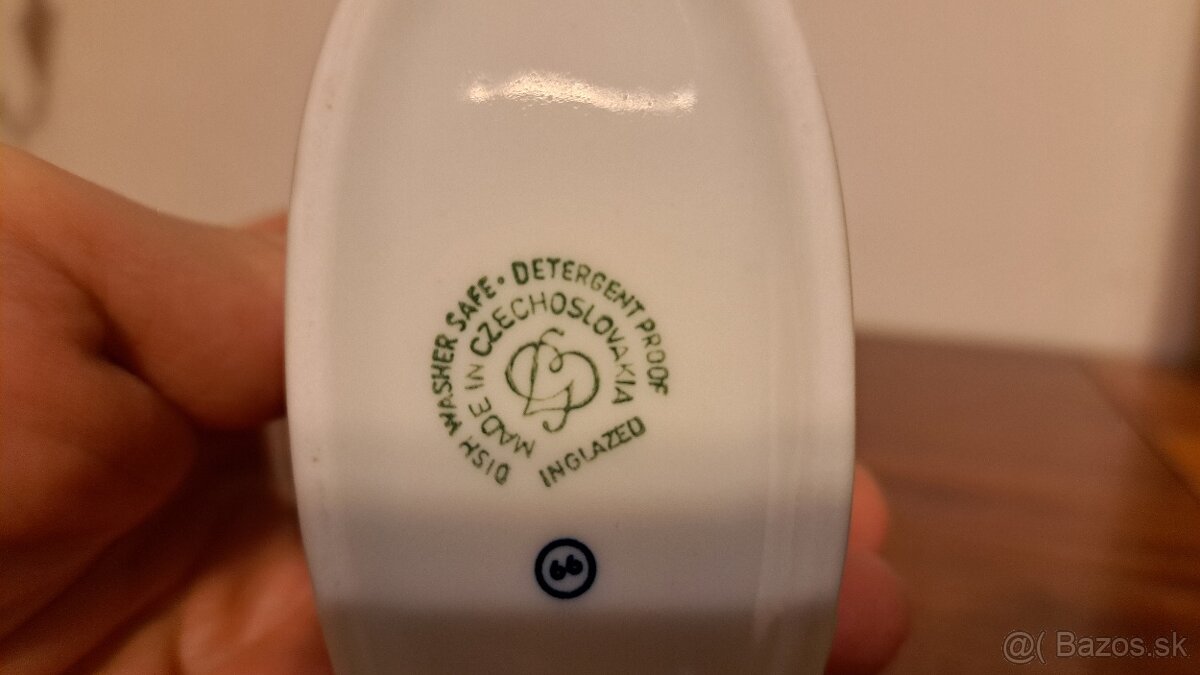 DISH WASHER SAFE • DETERGENT PROOF
MADE IN CZECHOSLOVAKIA
INGLAZED
66
@( Bazos.sk